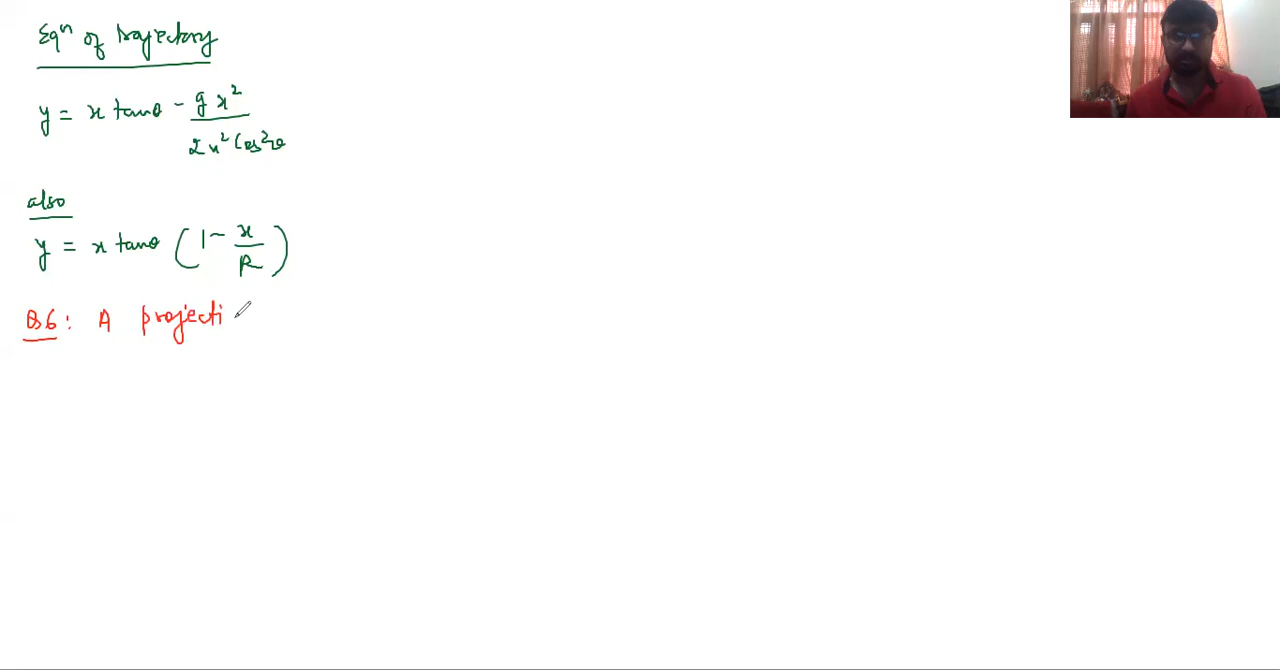 Eqn of trajectory
y = x tanθ - gx²
2u² Cos²θ
also
y = x tanθ (1 - x/R)
Q6: A projecti